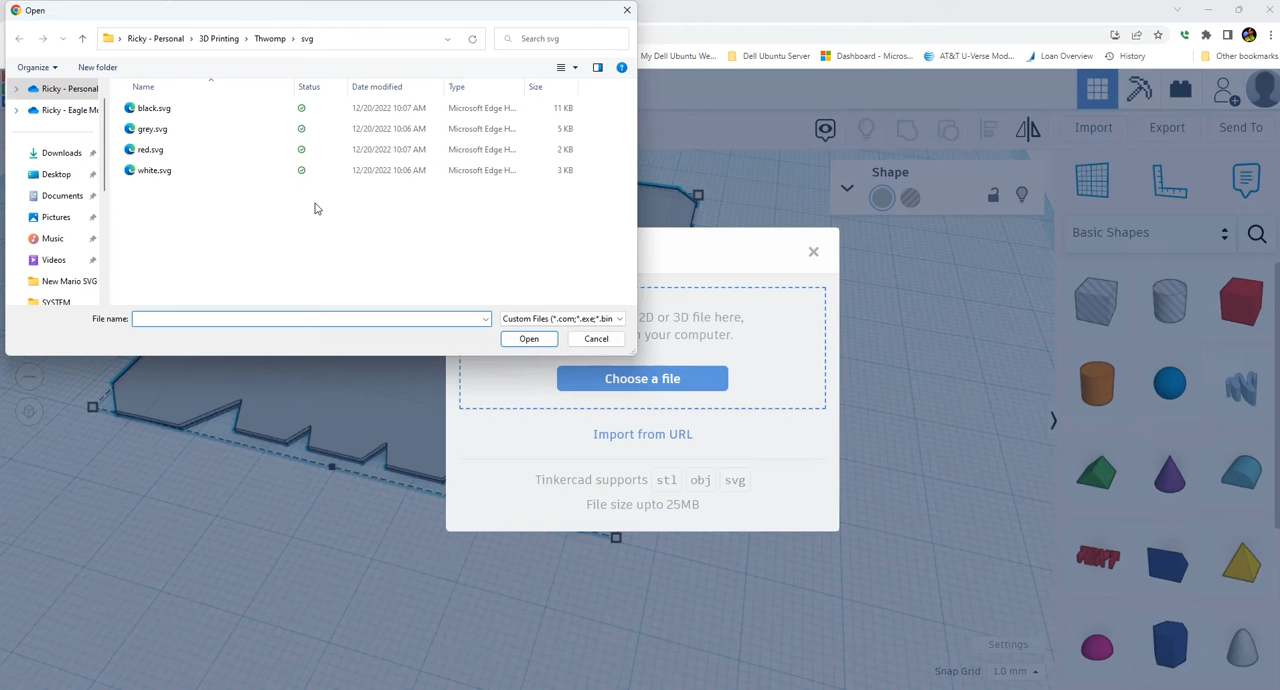 Open
Ricky - Personal › 3D Printing › Thwomp › svg
Search svg
Organize
New folder
My Dell Ubuntu We...
Dell Ubuntu Server
Dashboard - Micros...
AT&T U-Verse Mod...
Loan Overview
History
Other bookmarks
Name
Status
Date modified
Type
Size
Ricky - Personal
Ricky - Eagle Mo
Downloads
Desktop
Documents
Pictures
Music
Videos
New Mario SVG
SYSTEM
black.svg 12/20/2022 10:07 AM Microsoft Edge H... 11 KB
grey.svg 12/20/2022 10:06 AM Microsoft Edge H... 5 KB
red.svg 12/20/2022 10:07 AM Microsoft Edge H... 2 KB
white.svg 12/20/2022 10:06 AM Microsoft Edge H... 3 KB
File name:
Custom Files (*.com;*.exe;*.bin
Open
Cancel
Import
Export
Send To
Shape
Basic Shapes
2D or 3D file here,
your computer.
Choose a file
Import from URL
Tinkercad supports stl obj svg
File size upto 25MB
TEXT
Settings
Snap Grid 1.0 mm